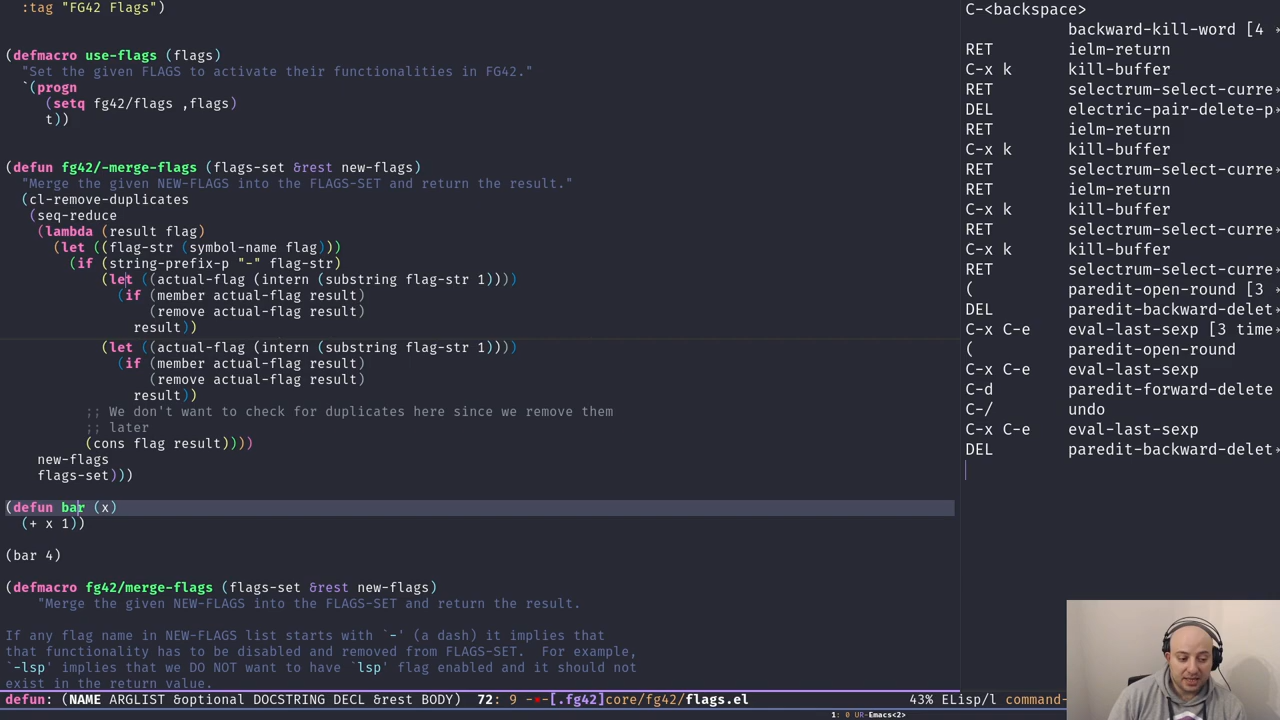 :tag "FG42 Flags")
(defmacro use-flags (flags)
"Set the given FLAGS to activate their functionalities in FG42."
`(progn
(setq fg42/flags ,flags)
t))
(defun fg42/-merge-flags (flags-set &rest new-flags)
"Merge the given NEW-FLAGS into the FLAGS-SET and return the result."
(cl-remove-duplicates
(seq-reduce
(lambda (result flag)
(let ((flag-str (symbol-name flag)))
(if (string-prefix-p "-" flag-str)
(let ((actual-flag (intern (substring flag-str 1))))
(if (member actual-flag result)
(remove actual-flag result)
result))
(let ((actual-flag (intern (substring flag-str 1))))
(if (member actual-flag result)
(remove actual-flag result)
result))
;; We don't want to check for duplicates here since we remove them
;; later
(cons flag result))))
new-flags
flags-set)))
(defun bar (x)
(+ x 1))
(bar 4)
(defmacro fg42/merge-flags (flags-set &rest new-flags)
"Merge the given NEW-FLAGS into the FLAGS-SET and return the result.
If any flag name in NEW-FLAGS list starts with `-' (a dash) it implies that
that functionality has to be disabled and removed from FLAGS-SET.  For example,
`-lsp' implies that we DO NOT want to have `lsp' flag enabled and it should not
exist in the return value.
defun: (NAME ARGLIST &optional DOCSTRING DECL &rest BODY)  72: 9 -*-[.fg42]core/fg42/flags.el 43% ELisp/l command-
1: 0 UR-Emacs<2>
C-<backspace>
backward-kill-word [4
RET ielm-return
C-x k kill-buffer
RET selectrum-select-curre
DEL electric-pair-delete-p
RET ielm-return
C-x k kill-buffer
RET selectrum-select-curre
RET ielm-return
C-x k kill-buffer
RET selectrum-select-curre
C-x k kill-buffer
RET selectrum-select-curre
( paredit-open-round [3
DEL paredit-backward-delet
C-x C-e eval-last-sexp [3 time
( paredit-open-round
C-x C-e eval-last-sexp
C-d paredit-forward-delete
C-/ undo
C-x C-e eval-last-sexp
DEL paredit-backward-delet